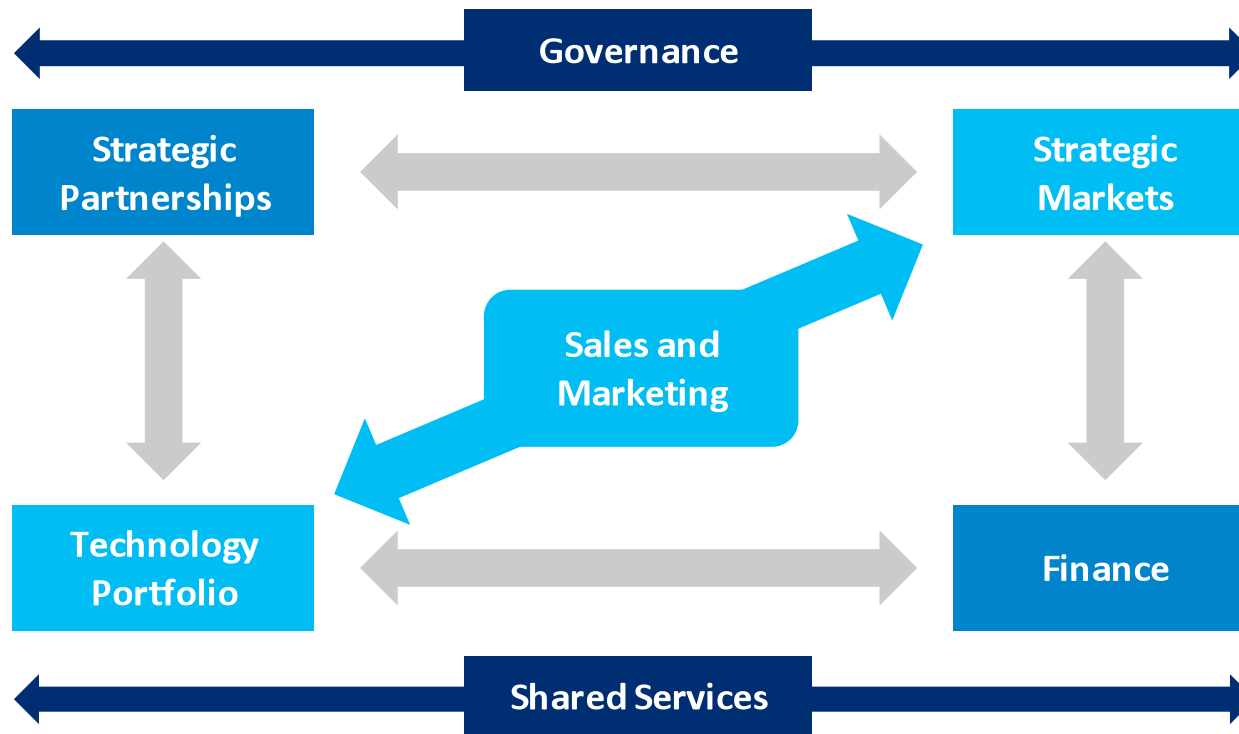 Governance
Strategic
Partnerships
Strategic
Markets
Sales and
Marketing
Technology
Portfolio
Finance
Shared Services